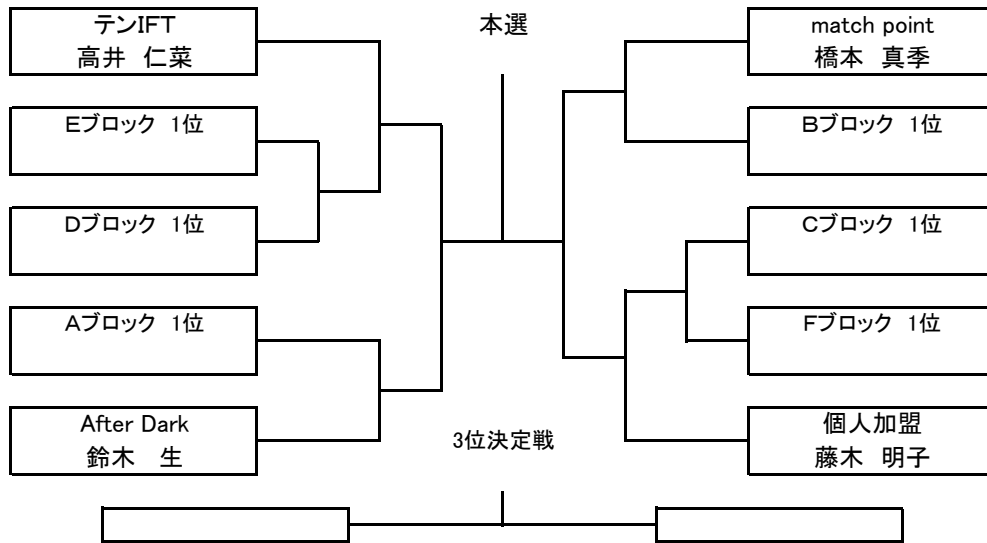 本選
テンIFT
高井　仁菜
Eブロック　1位
Dブロック　1位
Aブロック　1位
After Dark
鈴木　生
match point
橋本　真季
Bブロック　1位
Cブロック　1位
Fブロック　1位
個人加盟
藤木　明子
3位決定戦